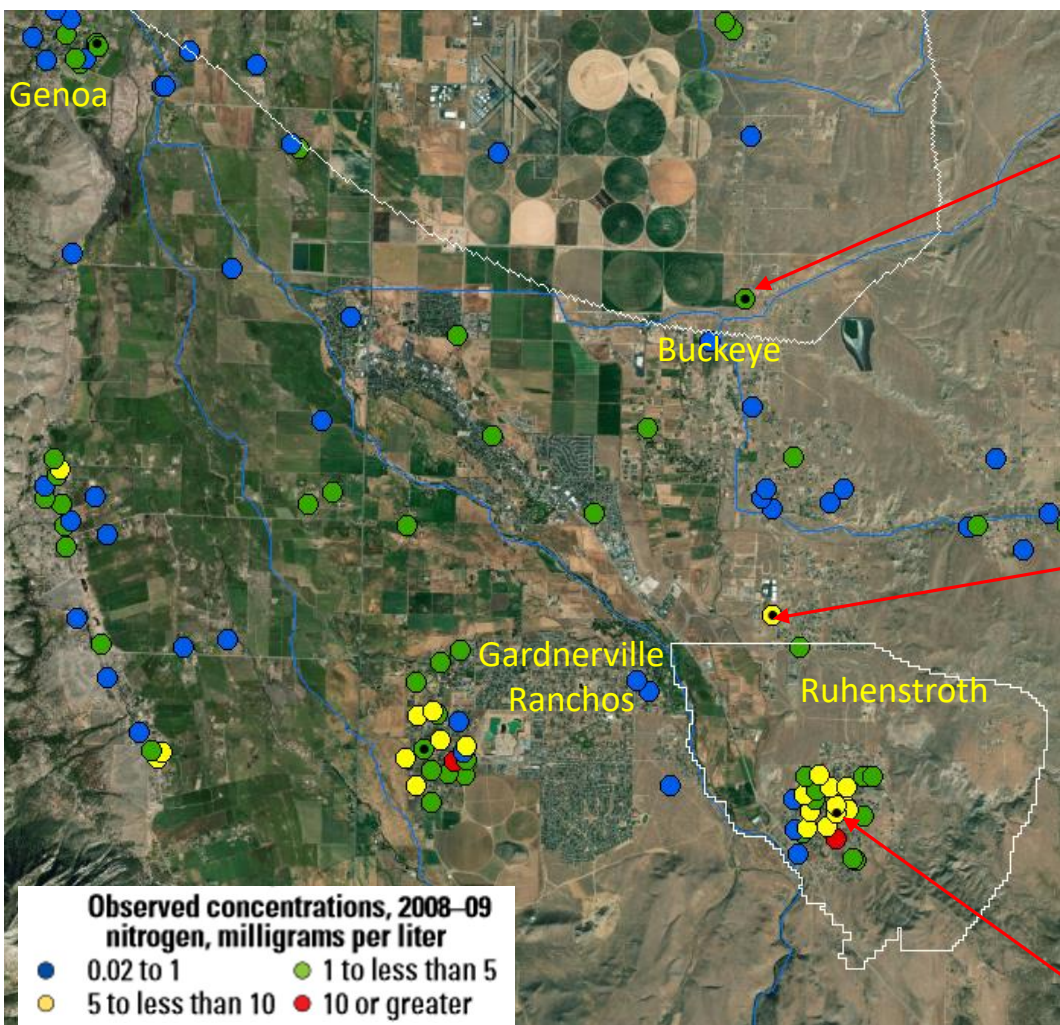 Genoa
Buckeye
Gardnerville
Ranchos
Ruhenstroth
Observed concentrations, 2008–09
nitrogen, milligrams per liter
0.02 to 1
1 to less than 5
5 to less than 10
10 or greater